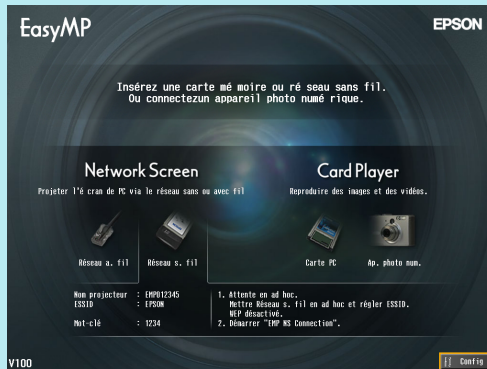 EasyMP
EPSON
Insérez une carte mé moire ou ré seau sans fil.
Ou connectezun appareil photo numé rique.
Network Screen
Projeter l'é cran de PC via le réseau sans ou avec fil
Réseau a. fil
Réseau s. fil
Card Player
Reproduire des images et des vidéos.
Carte PC
Ap. photo num.
Nom projecteur : EMP012345
ESSID : EPSON
Mot-clé : 1234
1. Attente en ad hoc.
Mettre Réseau s. fil en ad hoc et régler ESSID.
WEP désactivé.
2. Démarrer "EMP NS Connection".
V100
Config